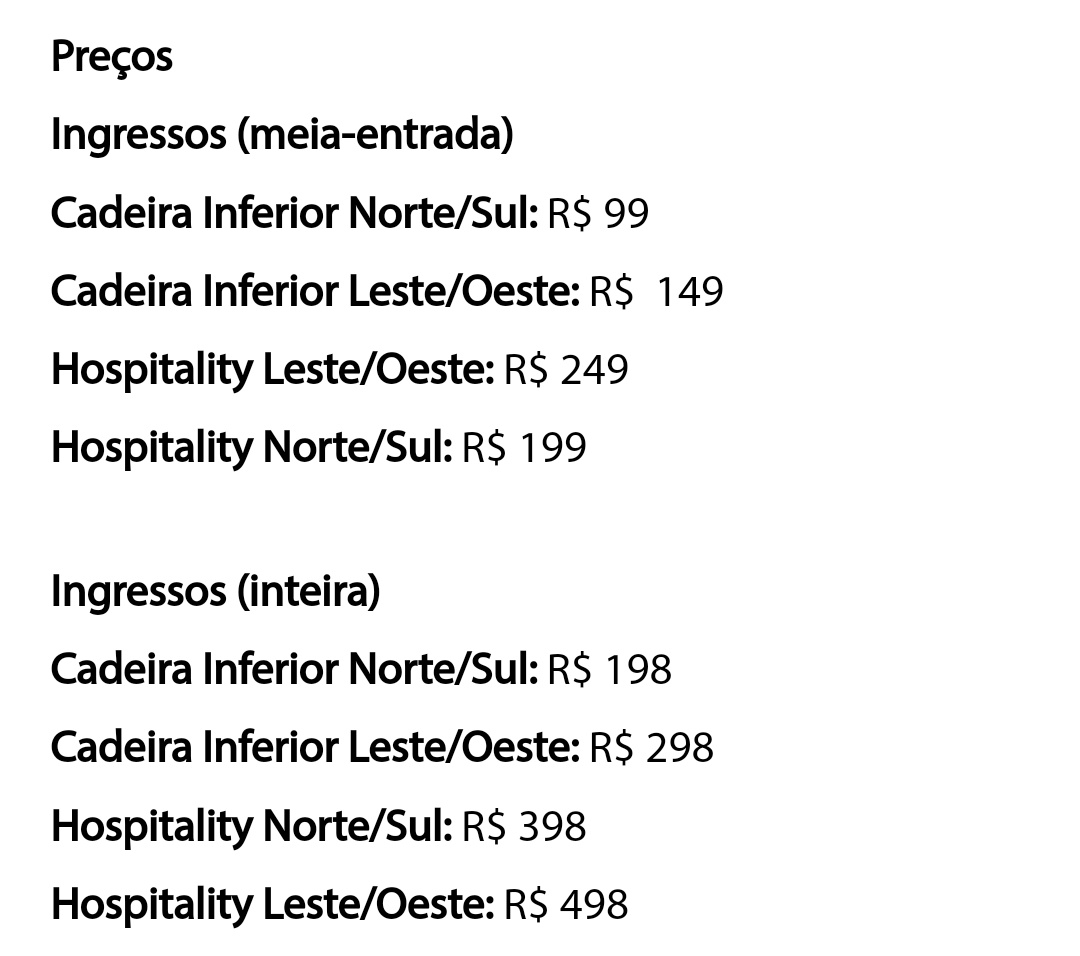 Preços
Ingressos (meia-entrada)
Cadeira Inferior Norte/Sul: R$ 99
Cadeira Inferior Leste/Oeste: R$  149
Hospitality Leste/Oeste: R$ 249
Hospitality Norte/Sul: R$ 199
Ingressos (inteira)
Cadeira Inferior Norte/Sul: R$ 198
Cadeira Inferior Leste/Oeste: R$ 298
Hospitality Norte/Sul: R$ 398
Hospitality Leste/Oeste: R$ 498